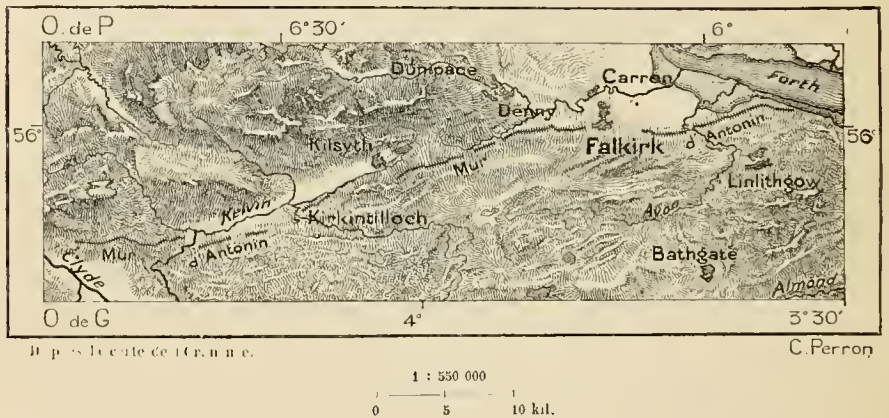 O. de P 6°30' 6°
Dunipace Carron Forth
56° Denny 56°
Kilsyth Mur Falkirk d'Antonin
Linlithgow
Kelvin Kirkintilloch Avon
Mur d'Antonin Bathgate
Clyde Almond
O de G 4° 3°30'
C. Perron
1 : 550 000
0 5 10 kil.